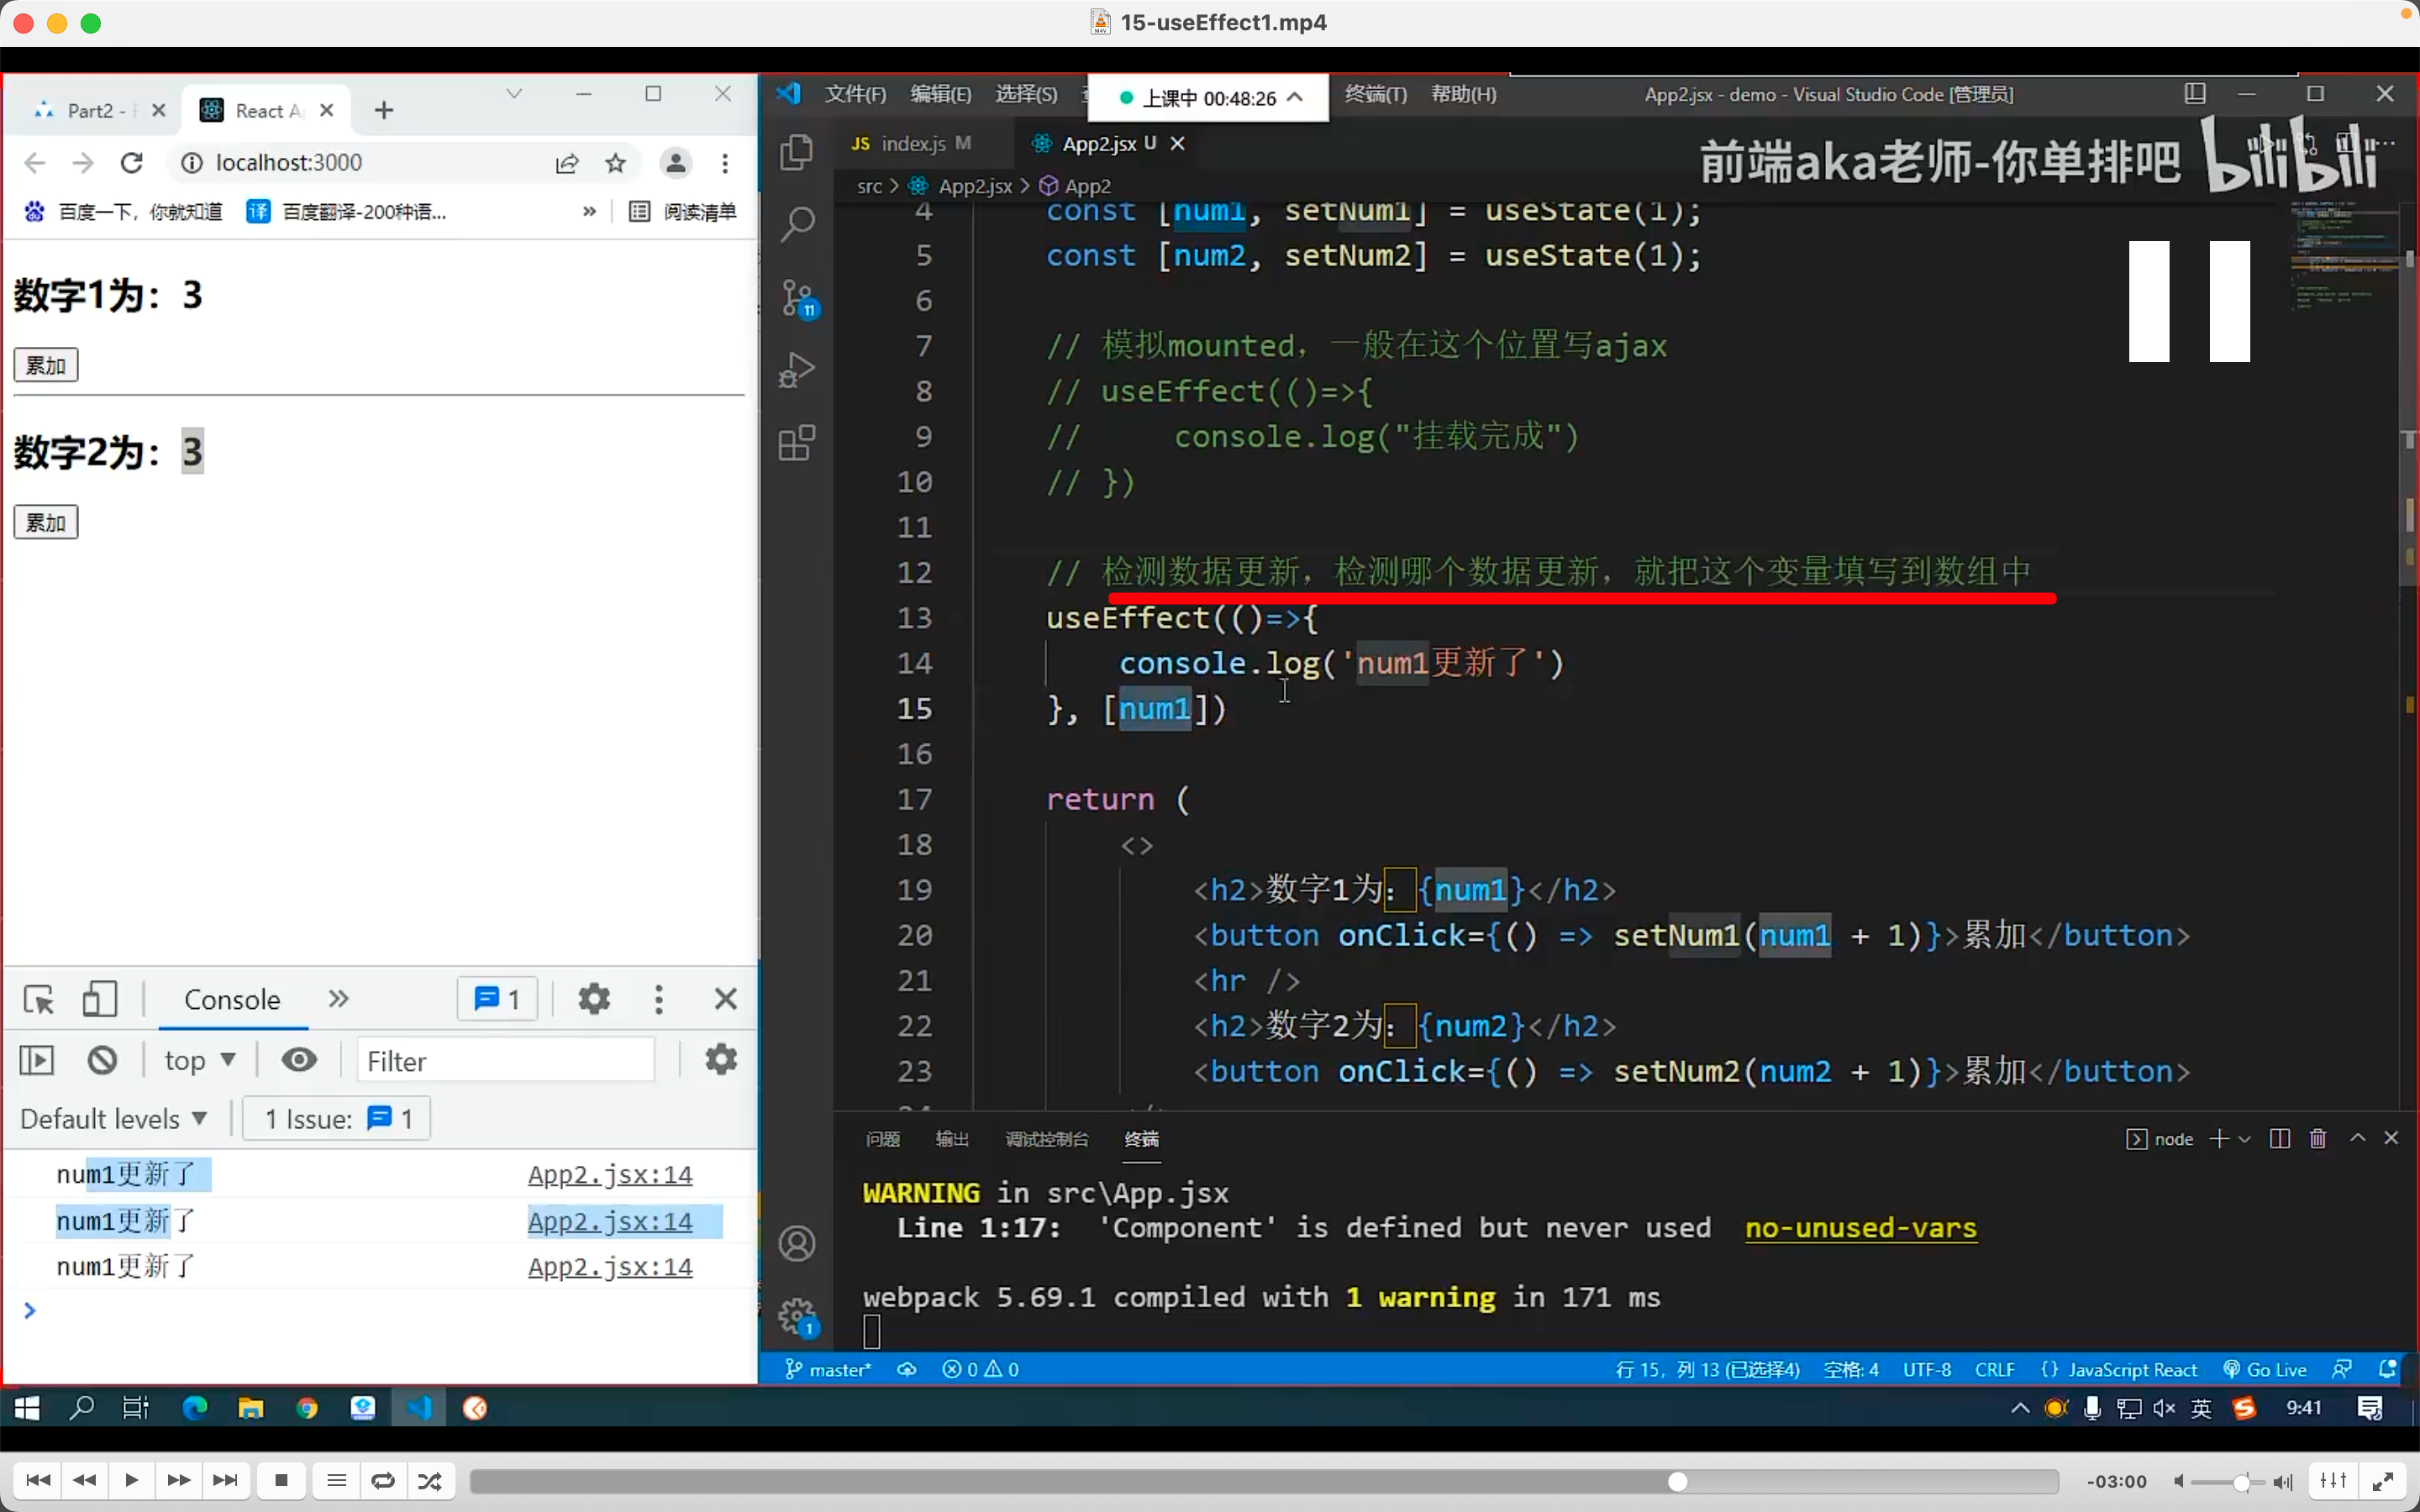 15-useEffect1.mp4
Part2 -
React A
localhost:3000
百度一下，你就知道
译 百度翻译-200种语...
» 阅读清单
数字1为：3
累加
数字2为：3
累加
Console »
1
top
Filter
Default levels
1 Issue: 1
num1更新了 App2.jsx:14
num1更新了 App2.jsx:14
num1更新了 App2.jsx:14
文件(F) 编辑(E) 选择(S)
上课中 00:48:26
终端(T) 帮助(H)
App2.jsx - demo - Visual Studio Code [管理员]
JS index.js M
App2.jsx U
前端aka老师-你单排吧 bilibili
src > App2.jsx > App2
11
4 const [num1, setNum1] = useState(1);
5 const [num2, setNum2] = useState(1);
6
7 // 模拟mounted，一般在这个位置写ajax
8 // useEffect(()=>{
9 // console.log("挂载完成")
10 // })
11
12 // 检测数据更新，检测哪个数据更新，就把这个变量填写到数组中
13 useEffect(()=>{
14 console.log('num1更新了')
15 }, [num1])
16
17 return (
18 <>
19 <h2>数字1为：{num1}</h2>
20 <button onClick={() => setNum1(num1 + 1)}>累加</button>
21 <hr />
22 <h2>数字2为：{num2}</h2>
23 <button onClick={() => setNum2(num2 + 1)}>累加</button>
问题 输出 调试控制台 终端
node
WARNING in src\App.jsx
Line 1:17: 'Component' is defined but never used no-unused-vars
webpack 5.69.1 compiled with 1 warning in 171 ms
1
master* 0 0
行 15，列 13 (已选择4) 空格: 4 UTF-8 CRLF {} JavaScript React Go Live
英 9:41
-03:00